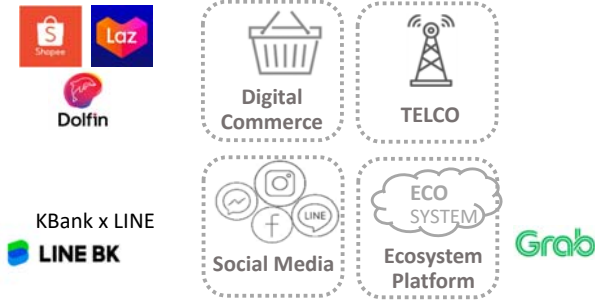 Shopee
Laz
Dolfin
Digital
Commerce
TELCO
KBank x LINE
LINE BK
f
LINE
Social Media
ECO
SYSTEM
Ecosystem
Platform
Grab